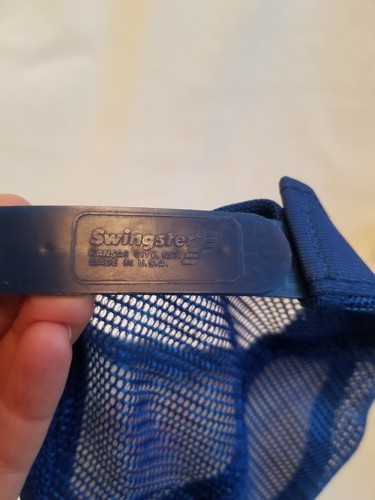 Swingster
KANSAS CITY, MO.
MADE IN U.S.A.